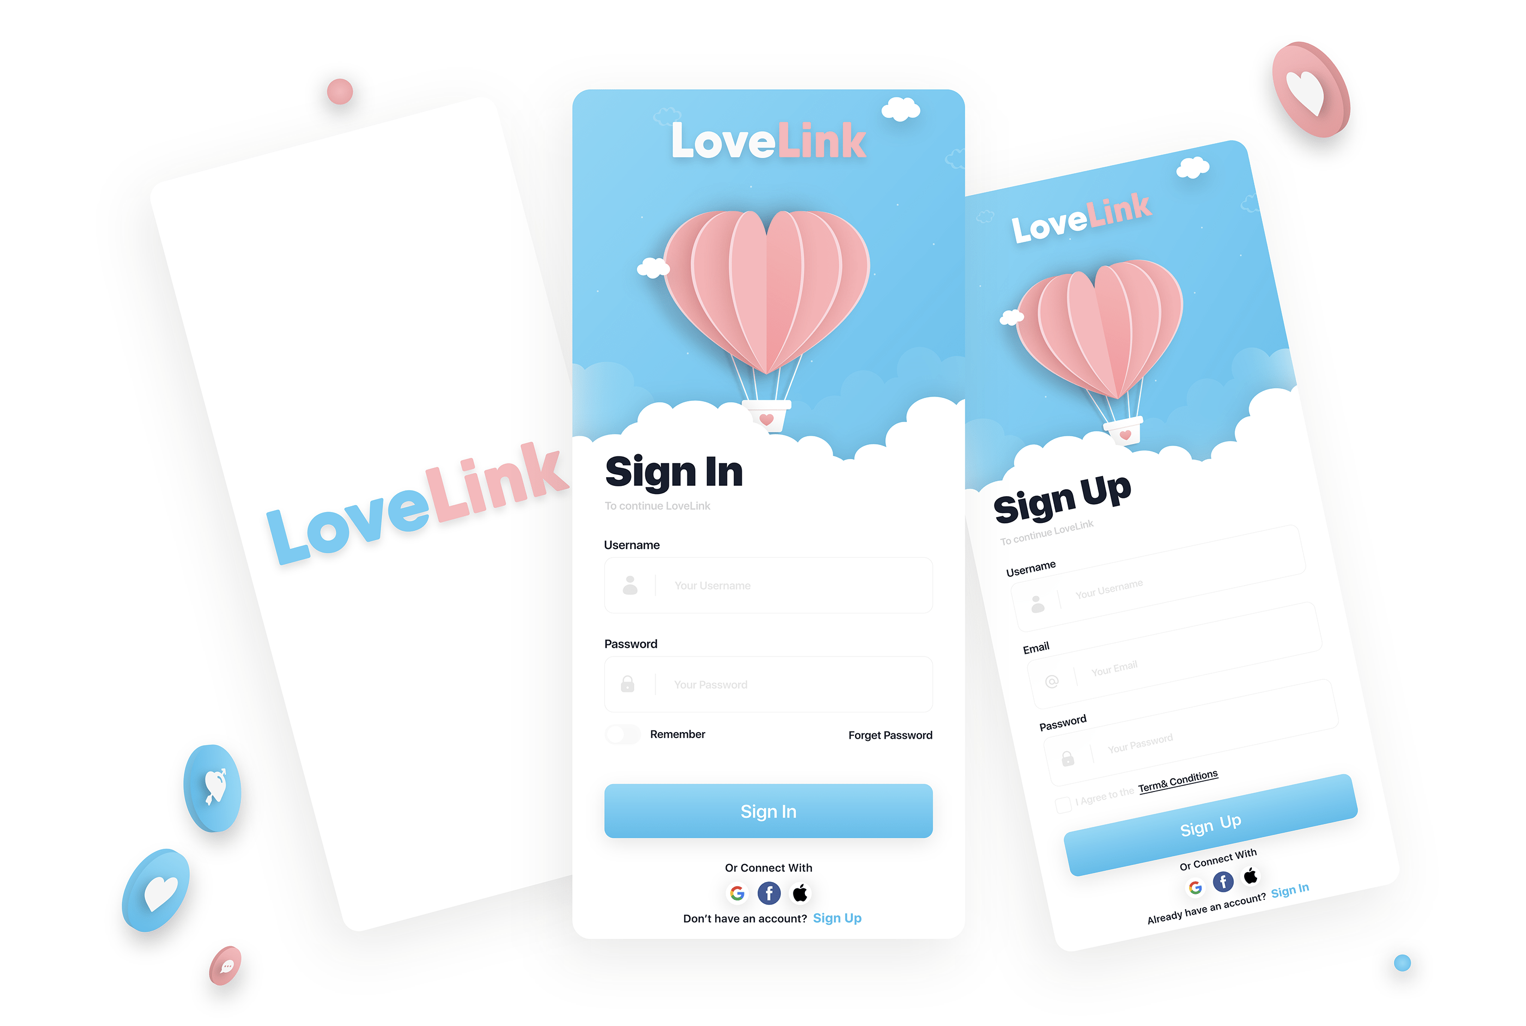 LoveLink
LoveLink
Sign In
To continue LoveLink
Username
Your Username
Password
Your Password
Remember
Forget Password
Sign In
Or Connect With
Don't have an account? Sign Up
LoveLink
Sign Up
To continue LoveLink
Username
Your Username
Email
Your Email
Password
Your Password
I Agree to the Term& Conditions
Sign Up
Or Connect With
Already have an account? Sign In